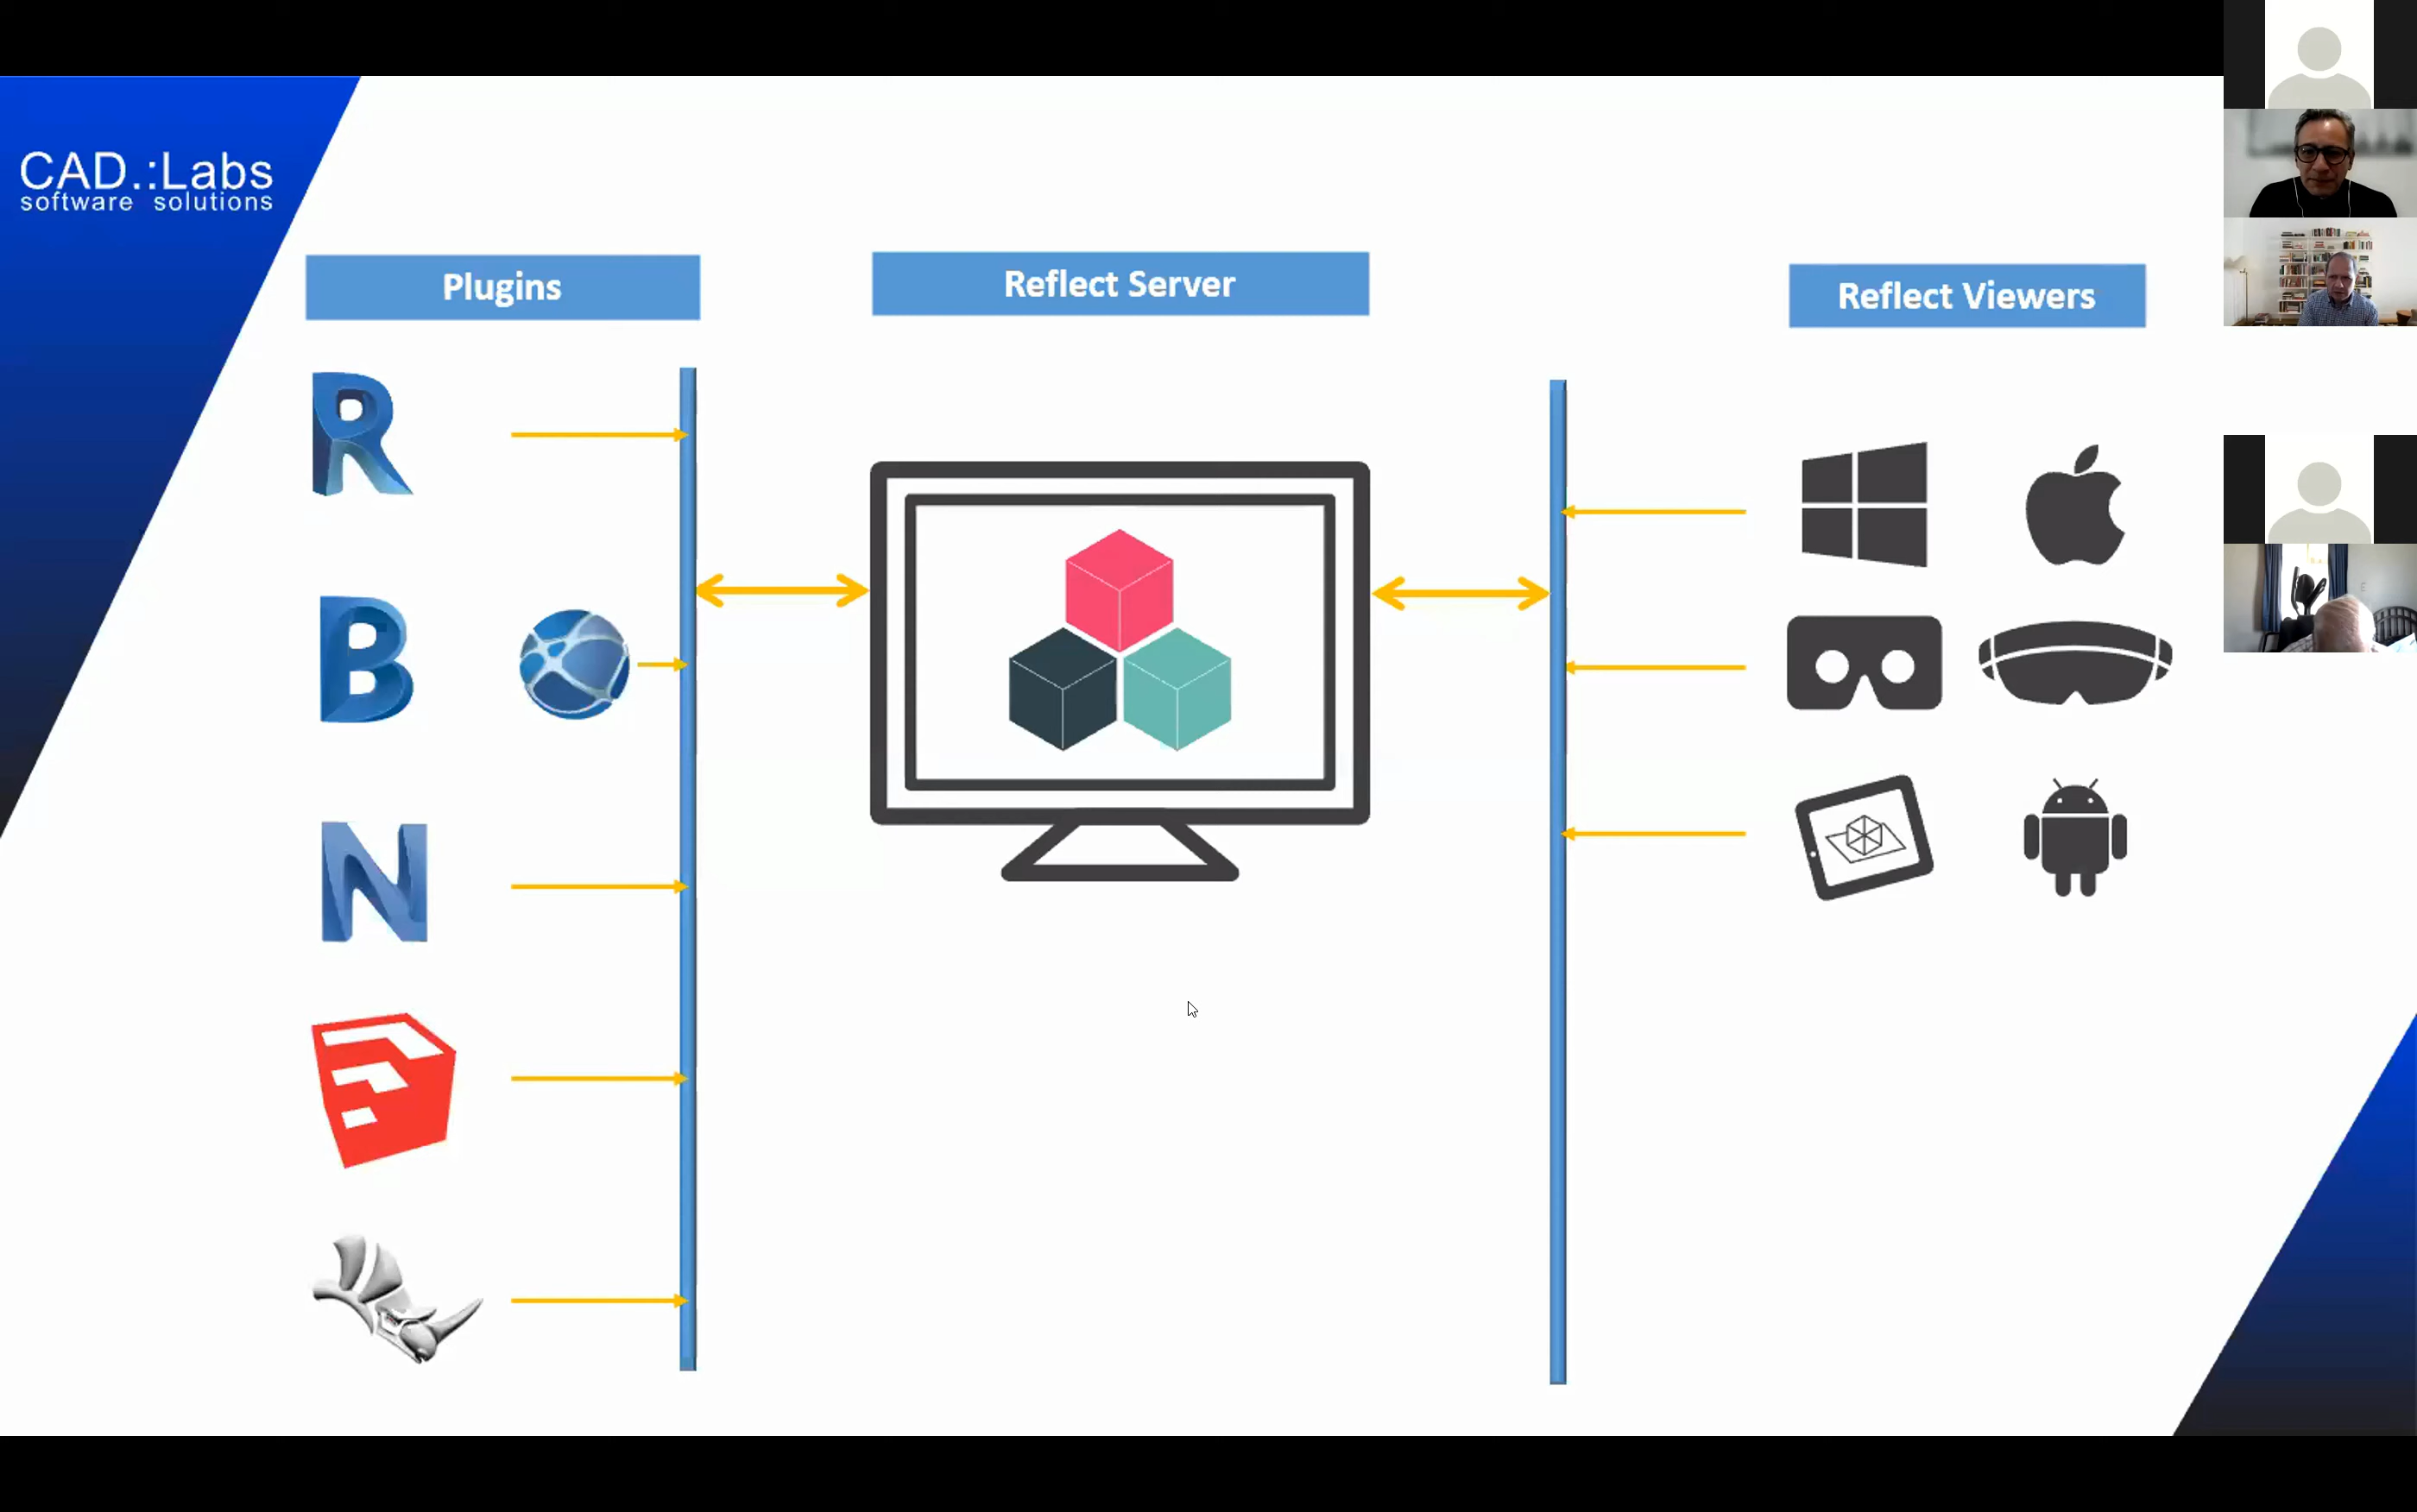 CAD.:Labs
software solutions
Plugins
Reflect Server
Reflect Viewers
R
B
N